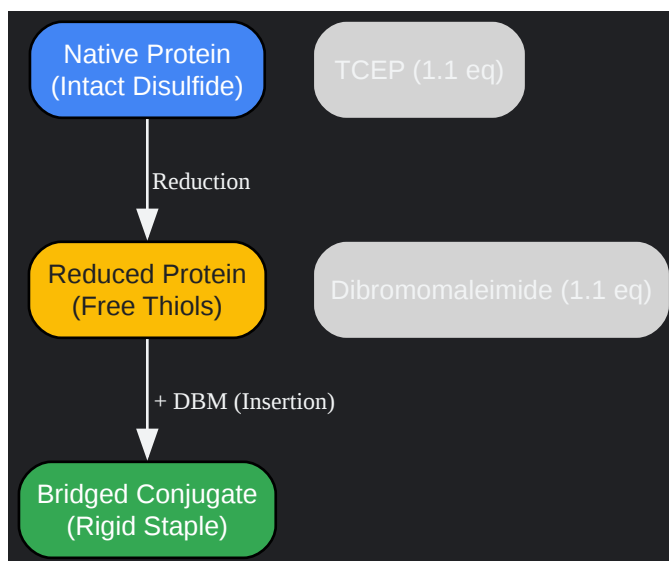 Native Protein
(Intact Disulfide)
TCEP (1.1 eq)
Reduction
Reduced Protein
(Free Thiols)
Dibromomaleimide (1.1 eq)
+ DBM (Insertion)
Bridged Conjugate
(Rigid Staple)